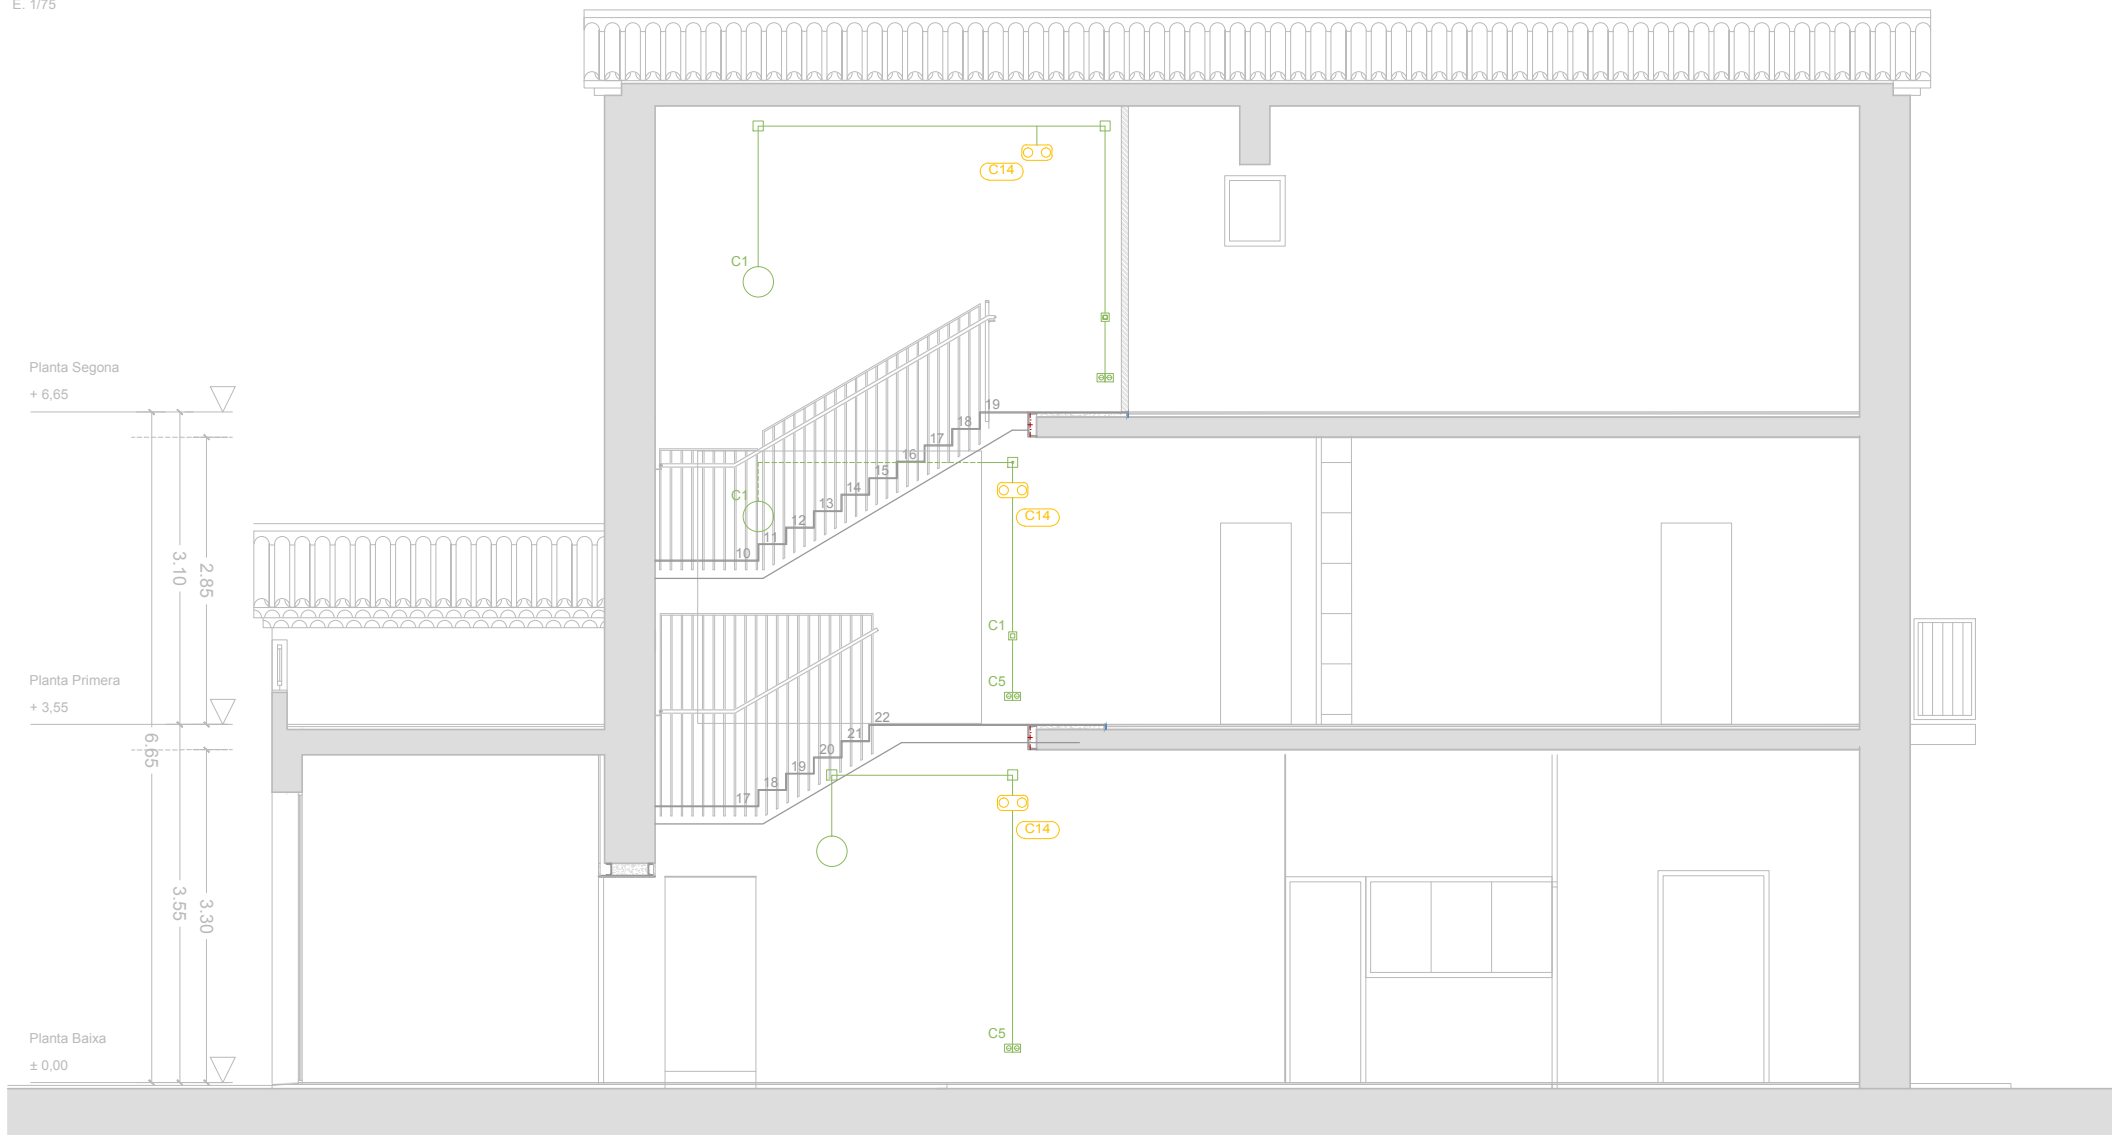 E. 1/75
C14
C1
Planta Segona
+ 6,65
19
18
17
16
15
14
13
12
11
10
C1
C14
3.10
2.85
C1
C5
Planta Primera
+ 3,55
6.65
22
21
20
19
18
17
C14
3.55
3.30
C5
Planta Baixa
± 0,00